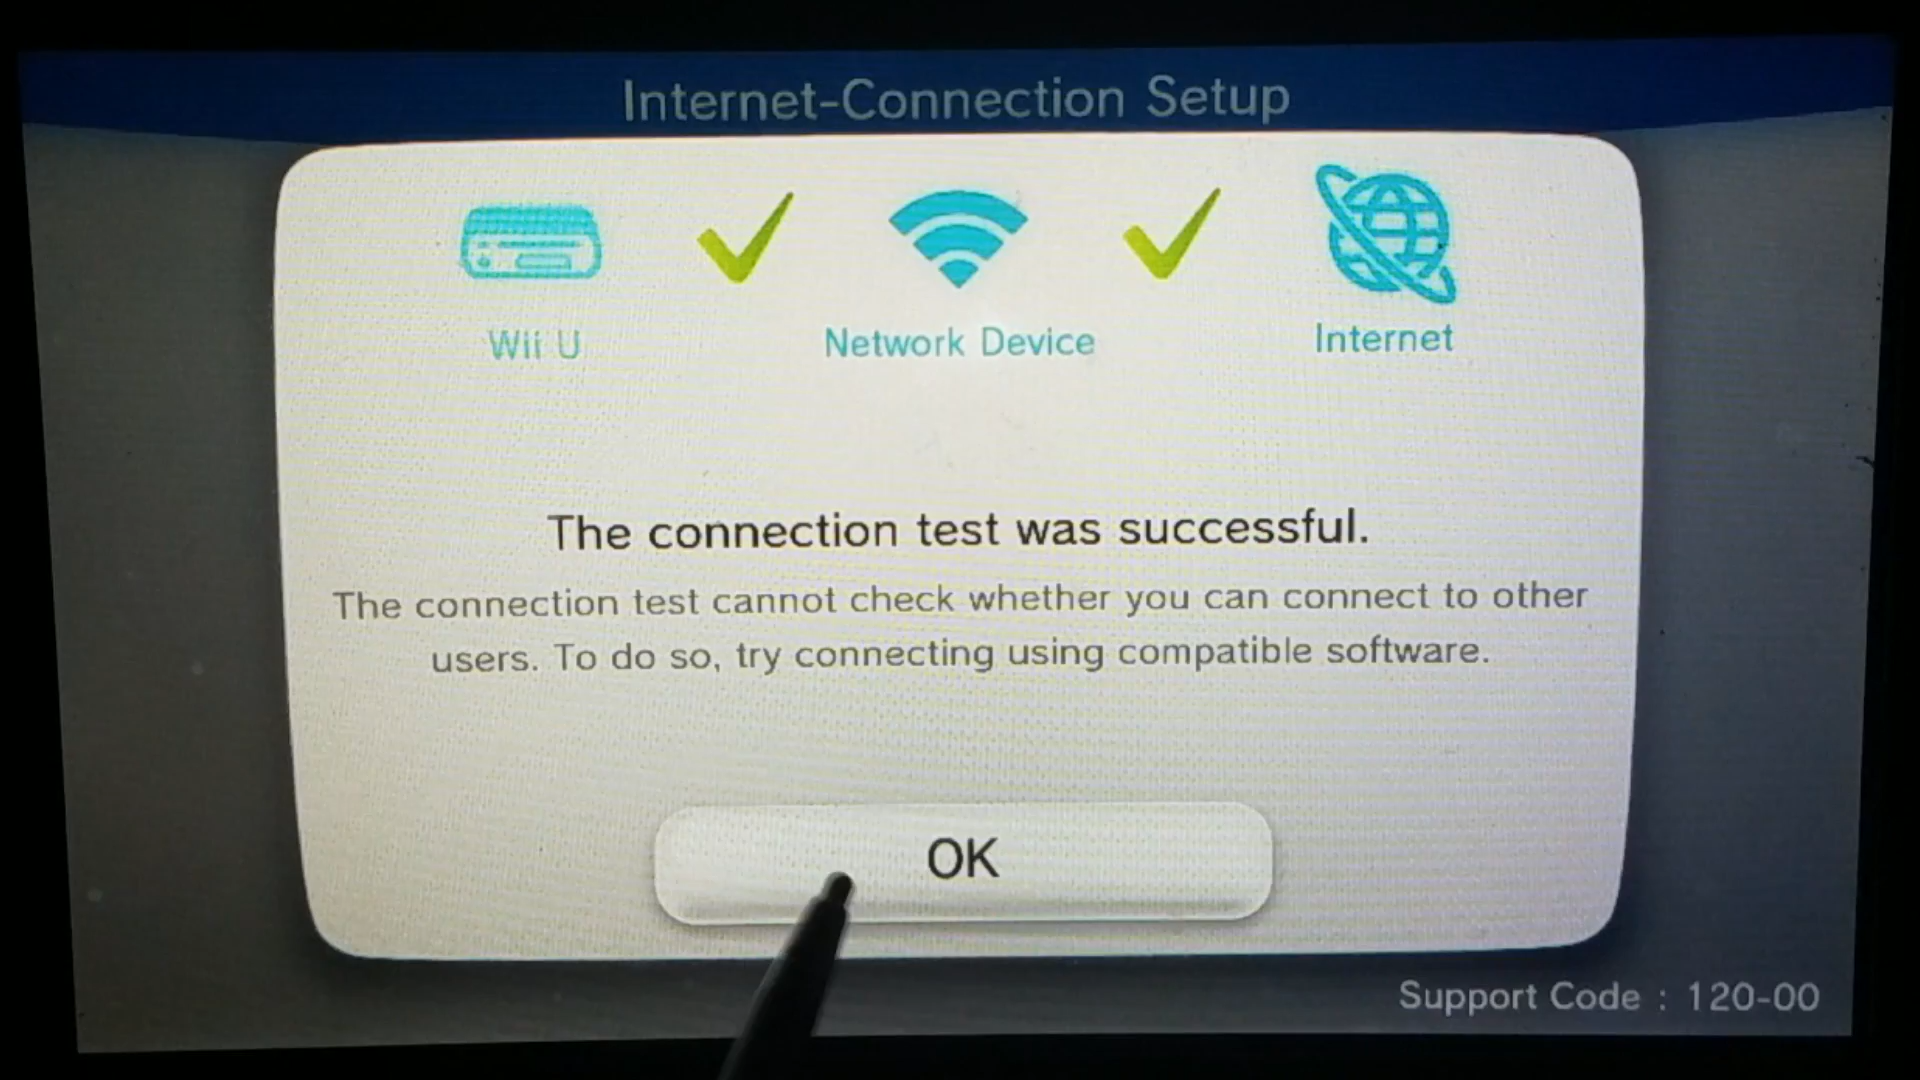 Internet-Connection Setup
Wii U
Network Device
Internet
The connection test was successful.
The connection test cannot check whether you can connect to other
users. To do so, try connecting using compatible software.
OK
Support Code : 120-00